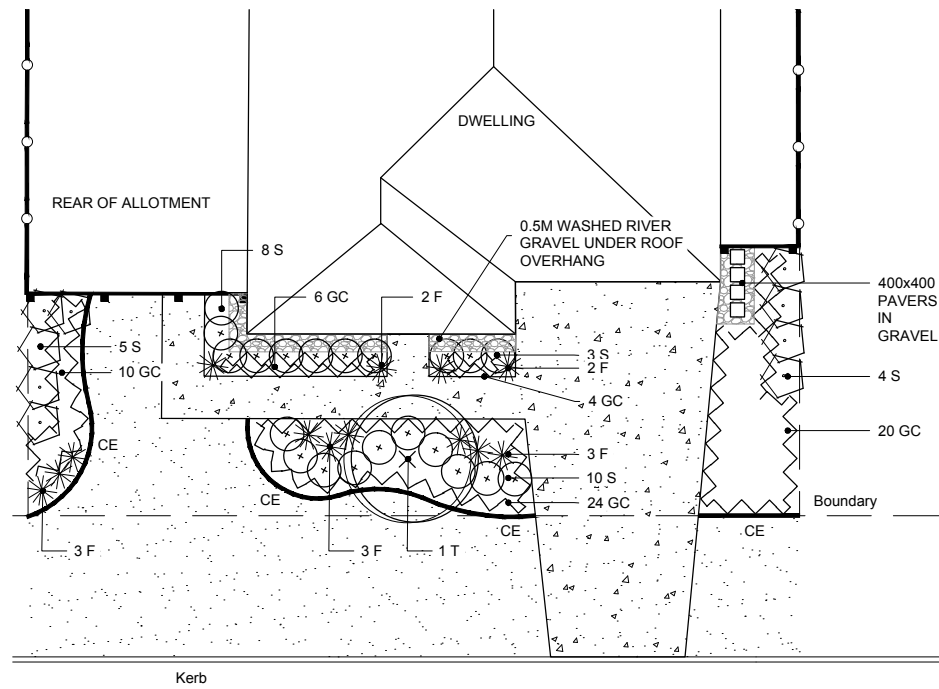 DWELLING
REAR OF ALLOTMENT
0.5M WASHED RIVER
GRAVEL UNDER ROOF
OVERHANG
8 S
6 GC
2 F
400x400
PAVERS
IN
GRAVEL
5 S
10 GC
3 S
2 F
4 GC
4 S
20 GC
3 F
10 S
24 GC
CE
CE
CE
CE
Boundary
3 F
3 F
1 T
Kerb